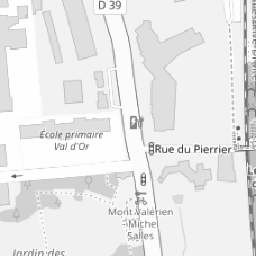 D 39
École primaire
Val d'Or
Rue du Pierrier
Mont Valérien
Michel
Salles
Jardin des